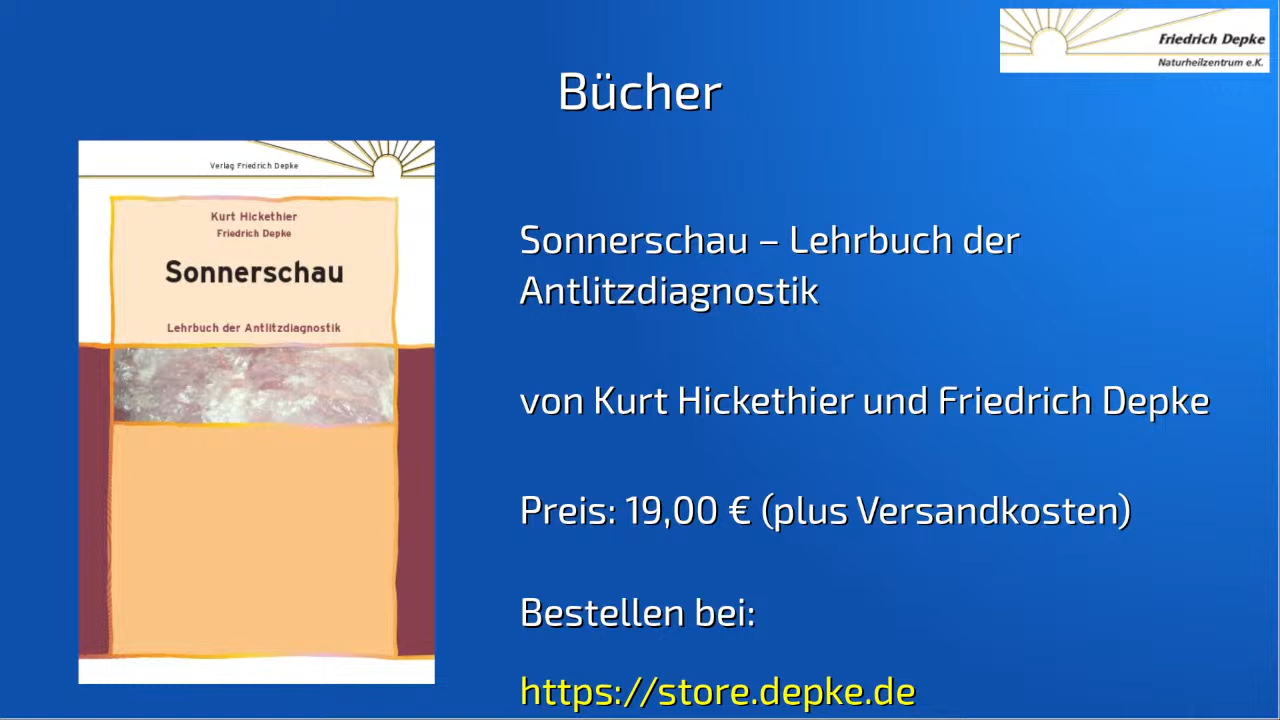 Friedrich Depke
Naturheilzentrum e.K.
Bücher
Verlag Friedrich Depke
Kurt Hickethier
Friedrich Depke
Sonnerschau
Lehrbuch der Antlitzdiagnostik
Sonnerschau – Lehrbuch der
Antlitzdiagnostik
von Kurt Hickethier und Friedrich Depke
Preis: 19,00 € (plus Versandkosten)
Bestellen bei:
https://store.depke.de